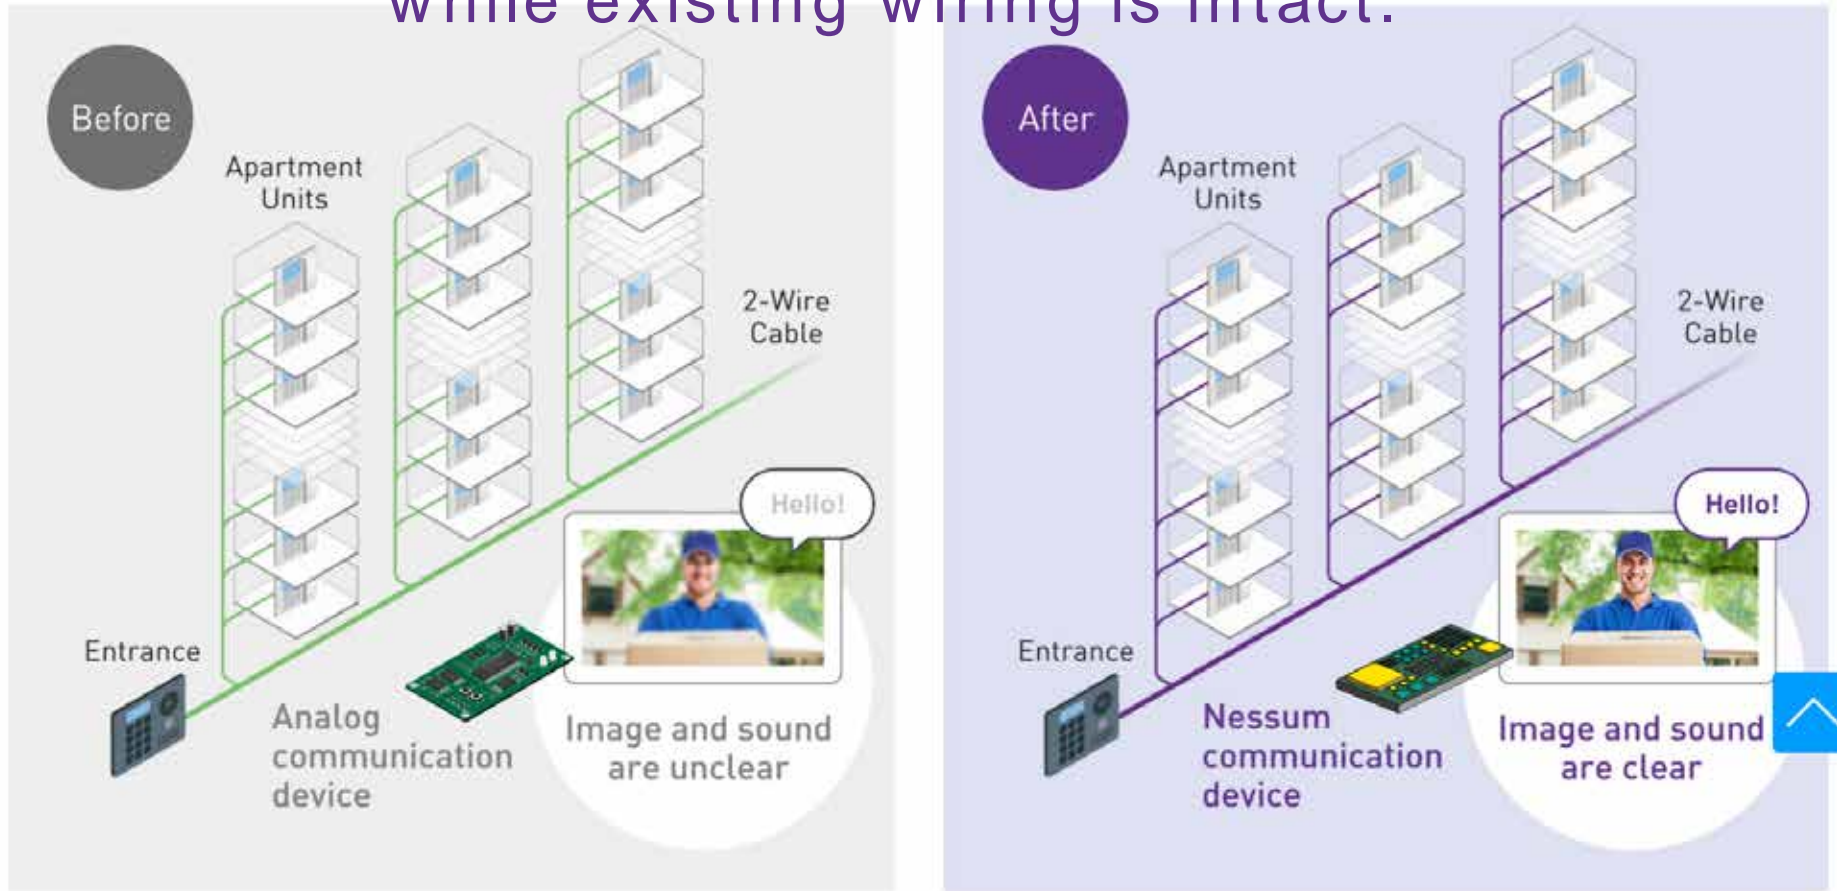 while existing wiring is intact.
Before
Apartment
Units
2-Wire
Cable
Hello!
Entrance
Analog
communication
device
Image and sound
are unclear
After
Apartment
Units
2-Wire
Cable
Hello!
Entrance
Nessum
communication
device
Image and sound
are clear